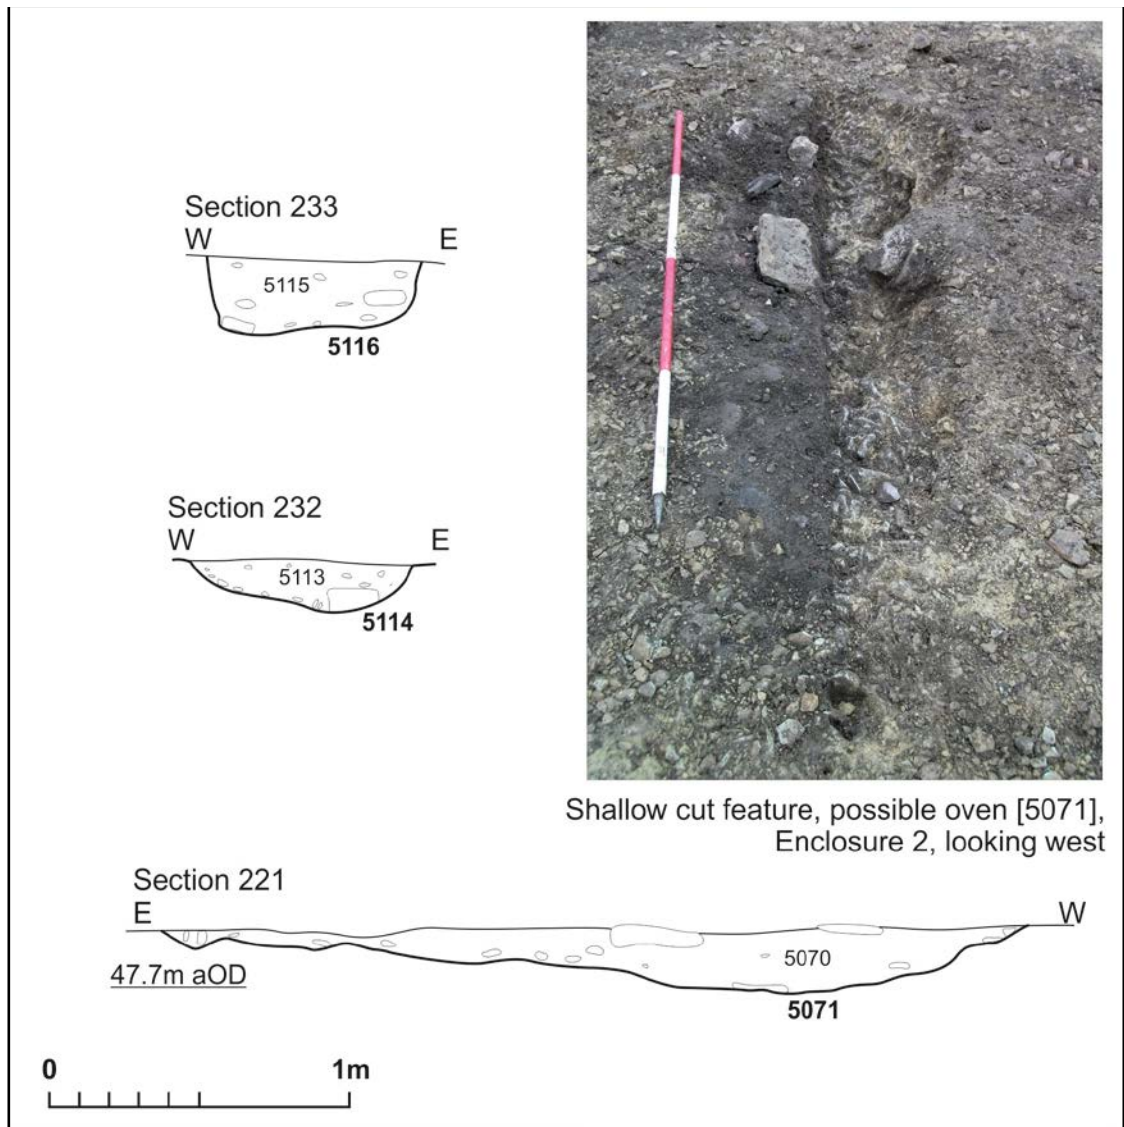 Section 233
W
E
5115
5116
Section 232
W
E
5113
5114
Shallow cut feature, possible oven [5071],
Enclosure 2, looking west
Section 221
E
W
5070
47.7m aOD
5071
0
1m